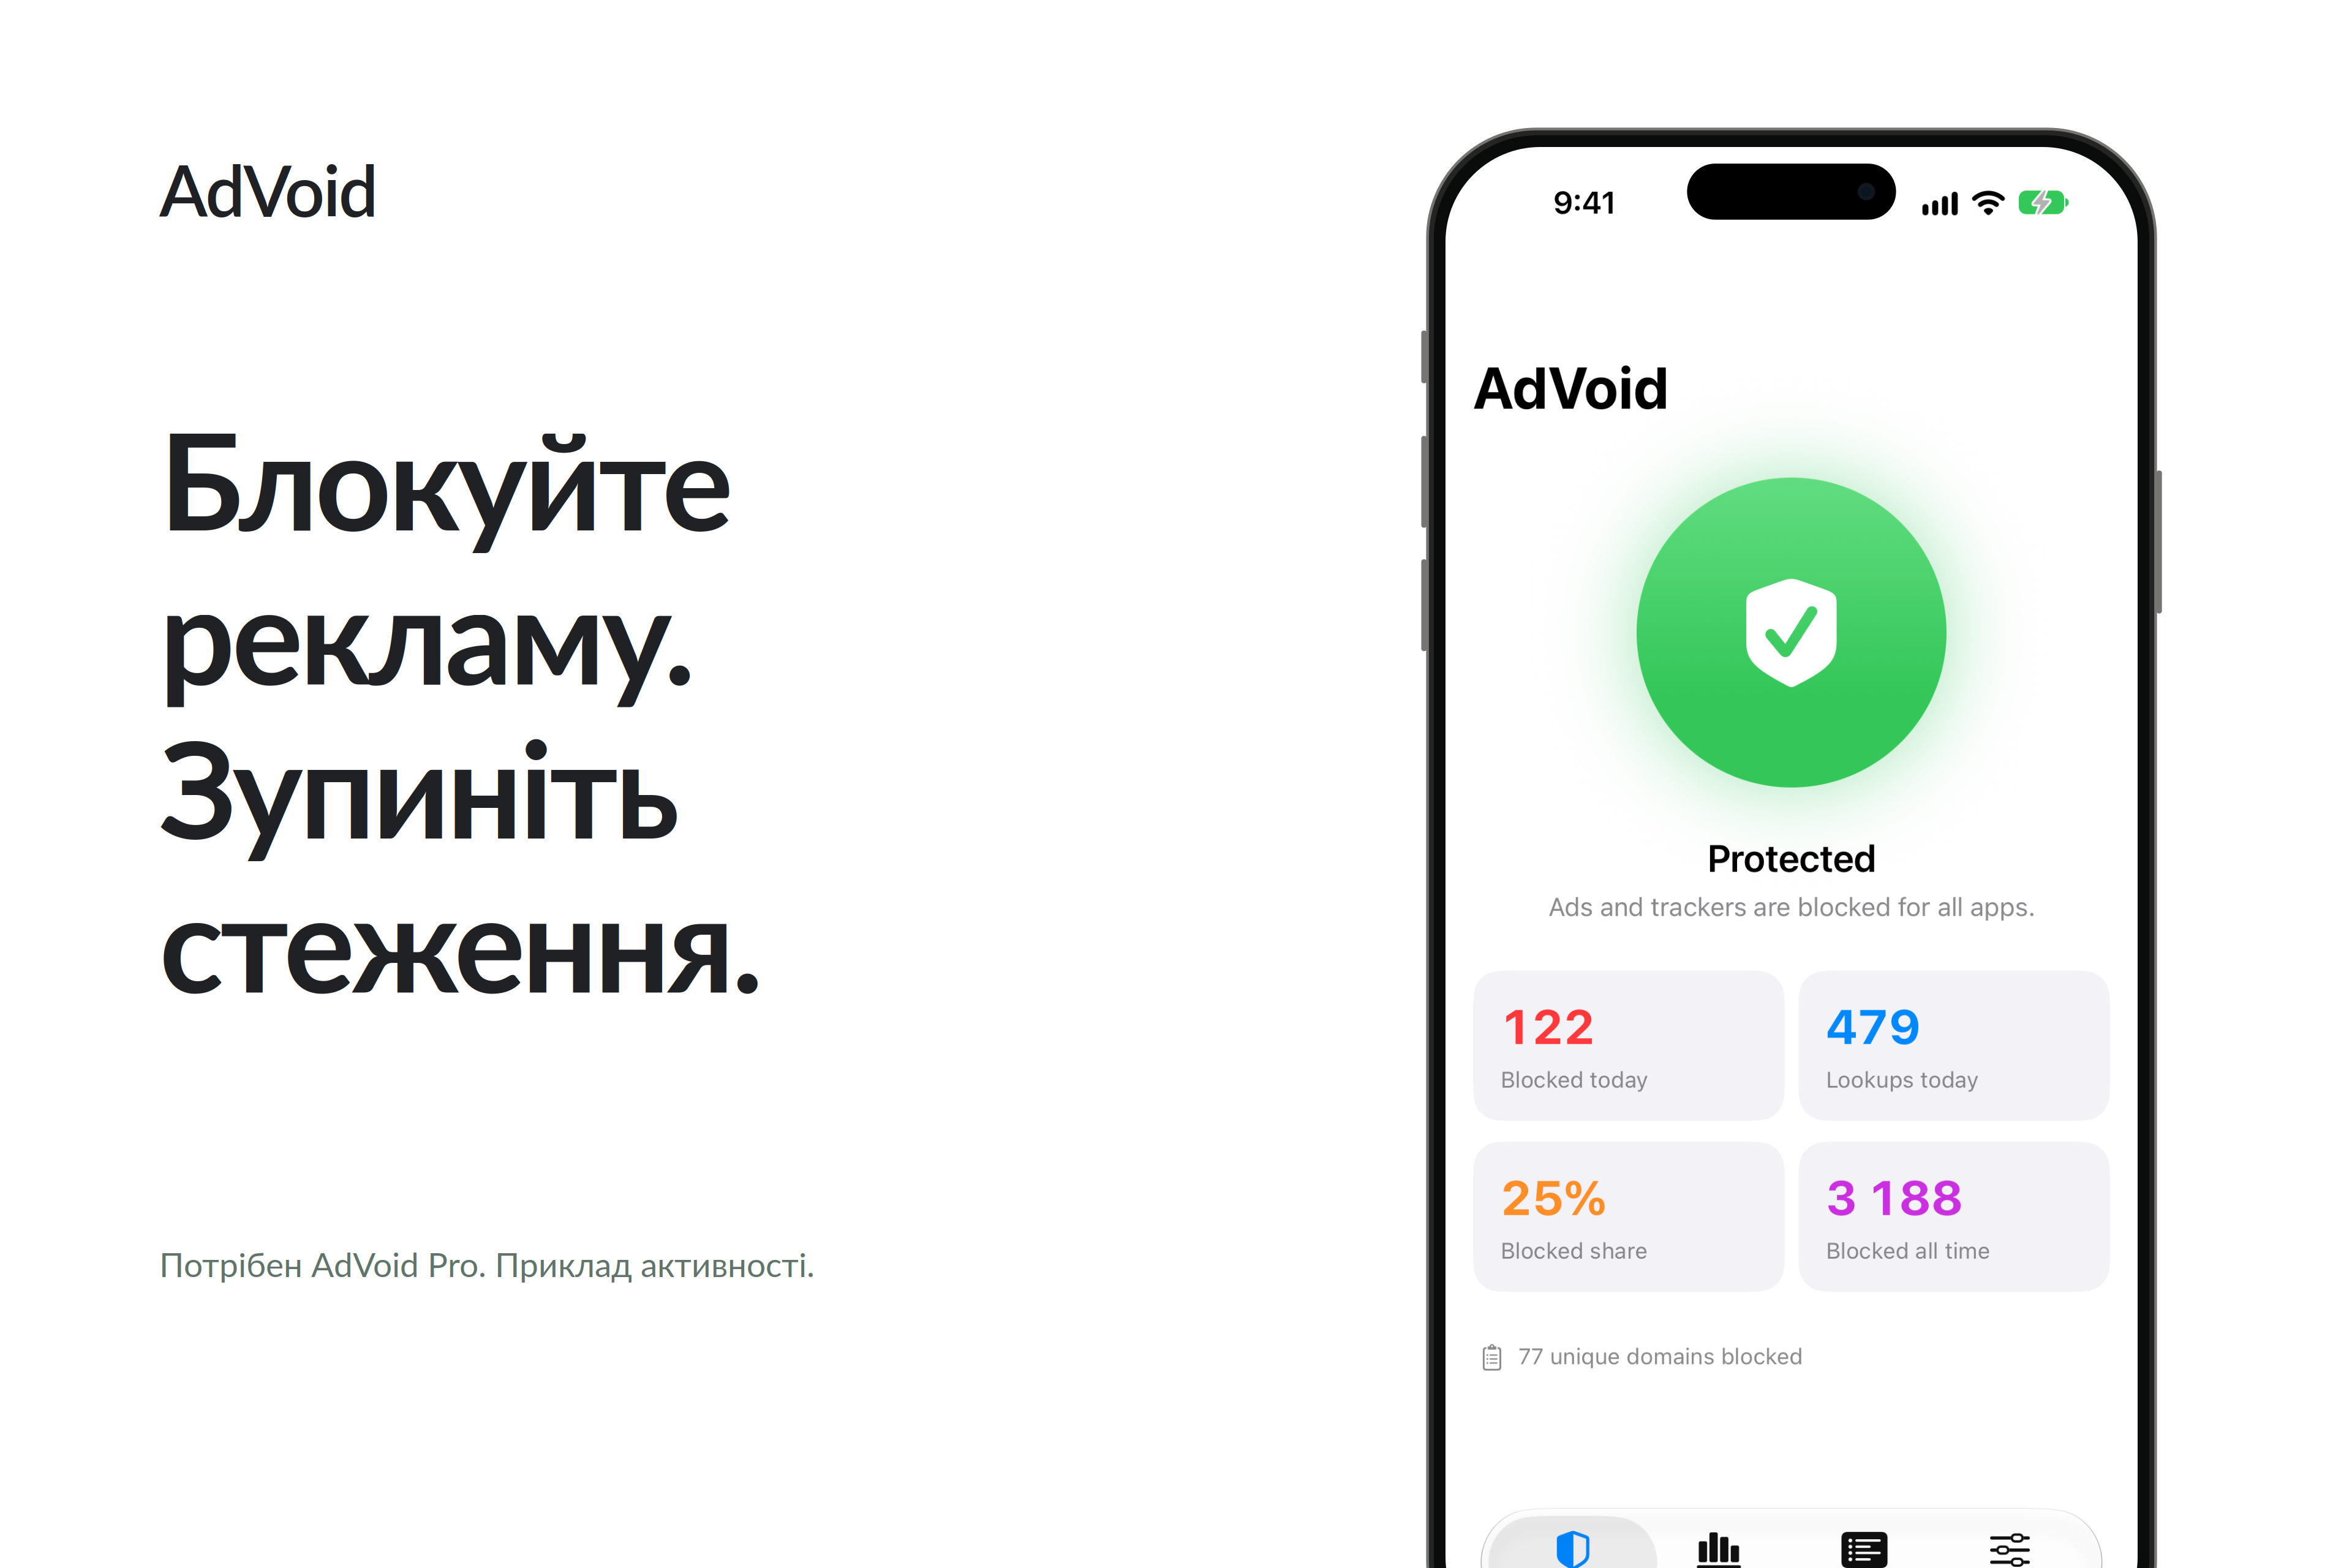 AdVoid
Блокуйте
рекламу.
Зупиніть
стеження.
Потрібен AdVoid Pro. Приклад активності.
9:41
AdVoid
Protected
Ads and trackers are blocked for all apps.
122
Blocked today
479
Lookups today
25%
Blocked share
3 188
Blocked all time
77 unique domains blocked